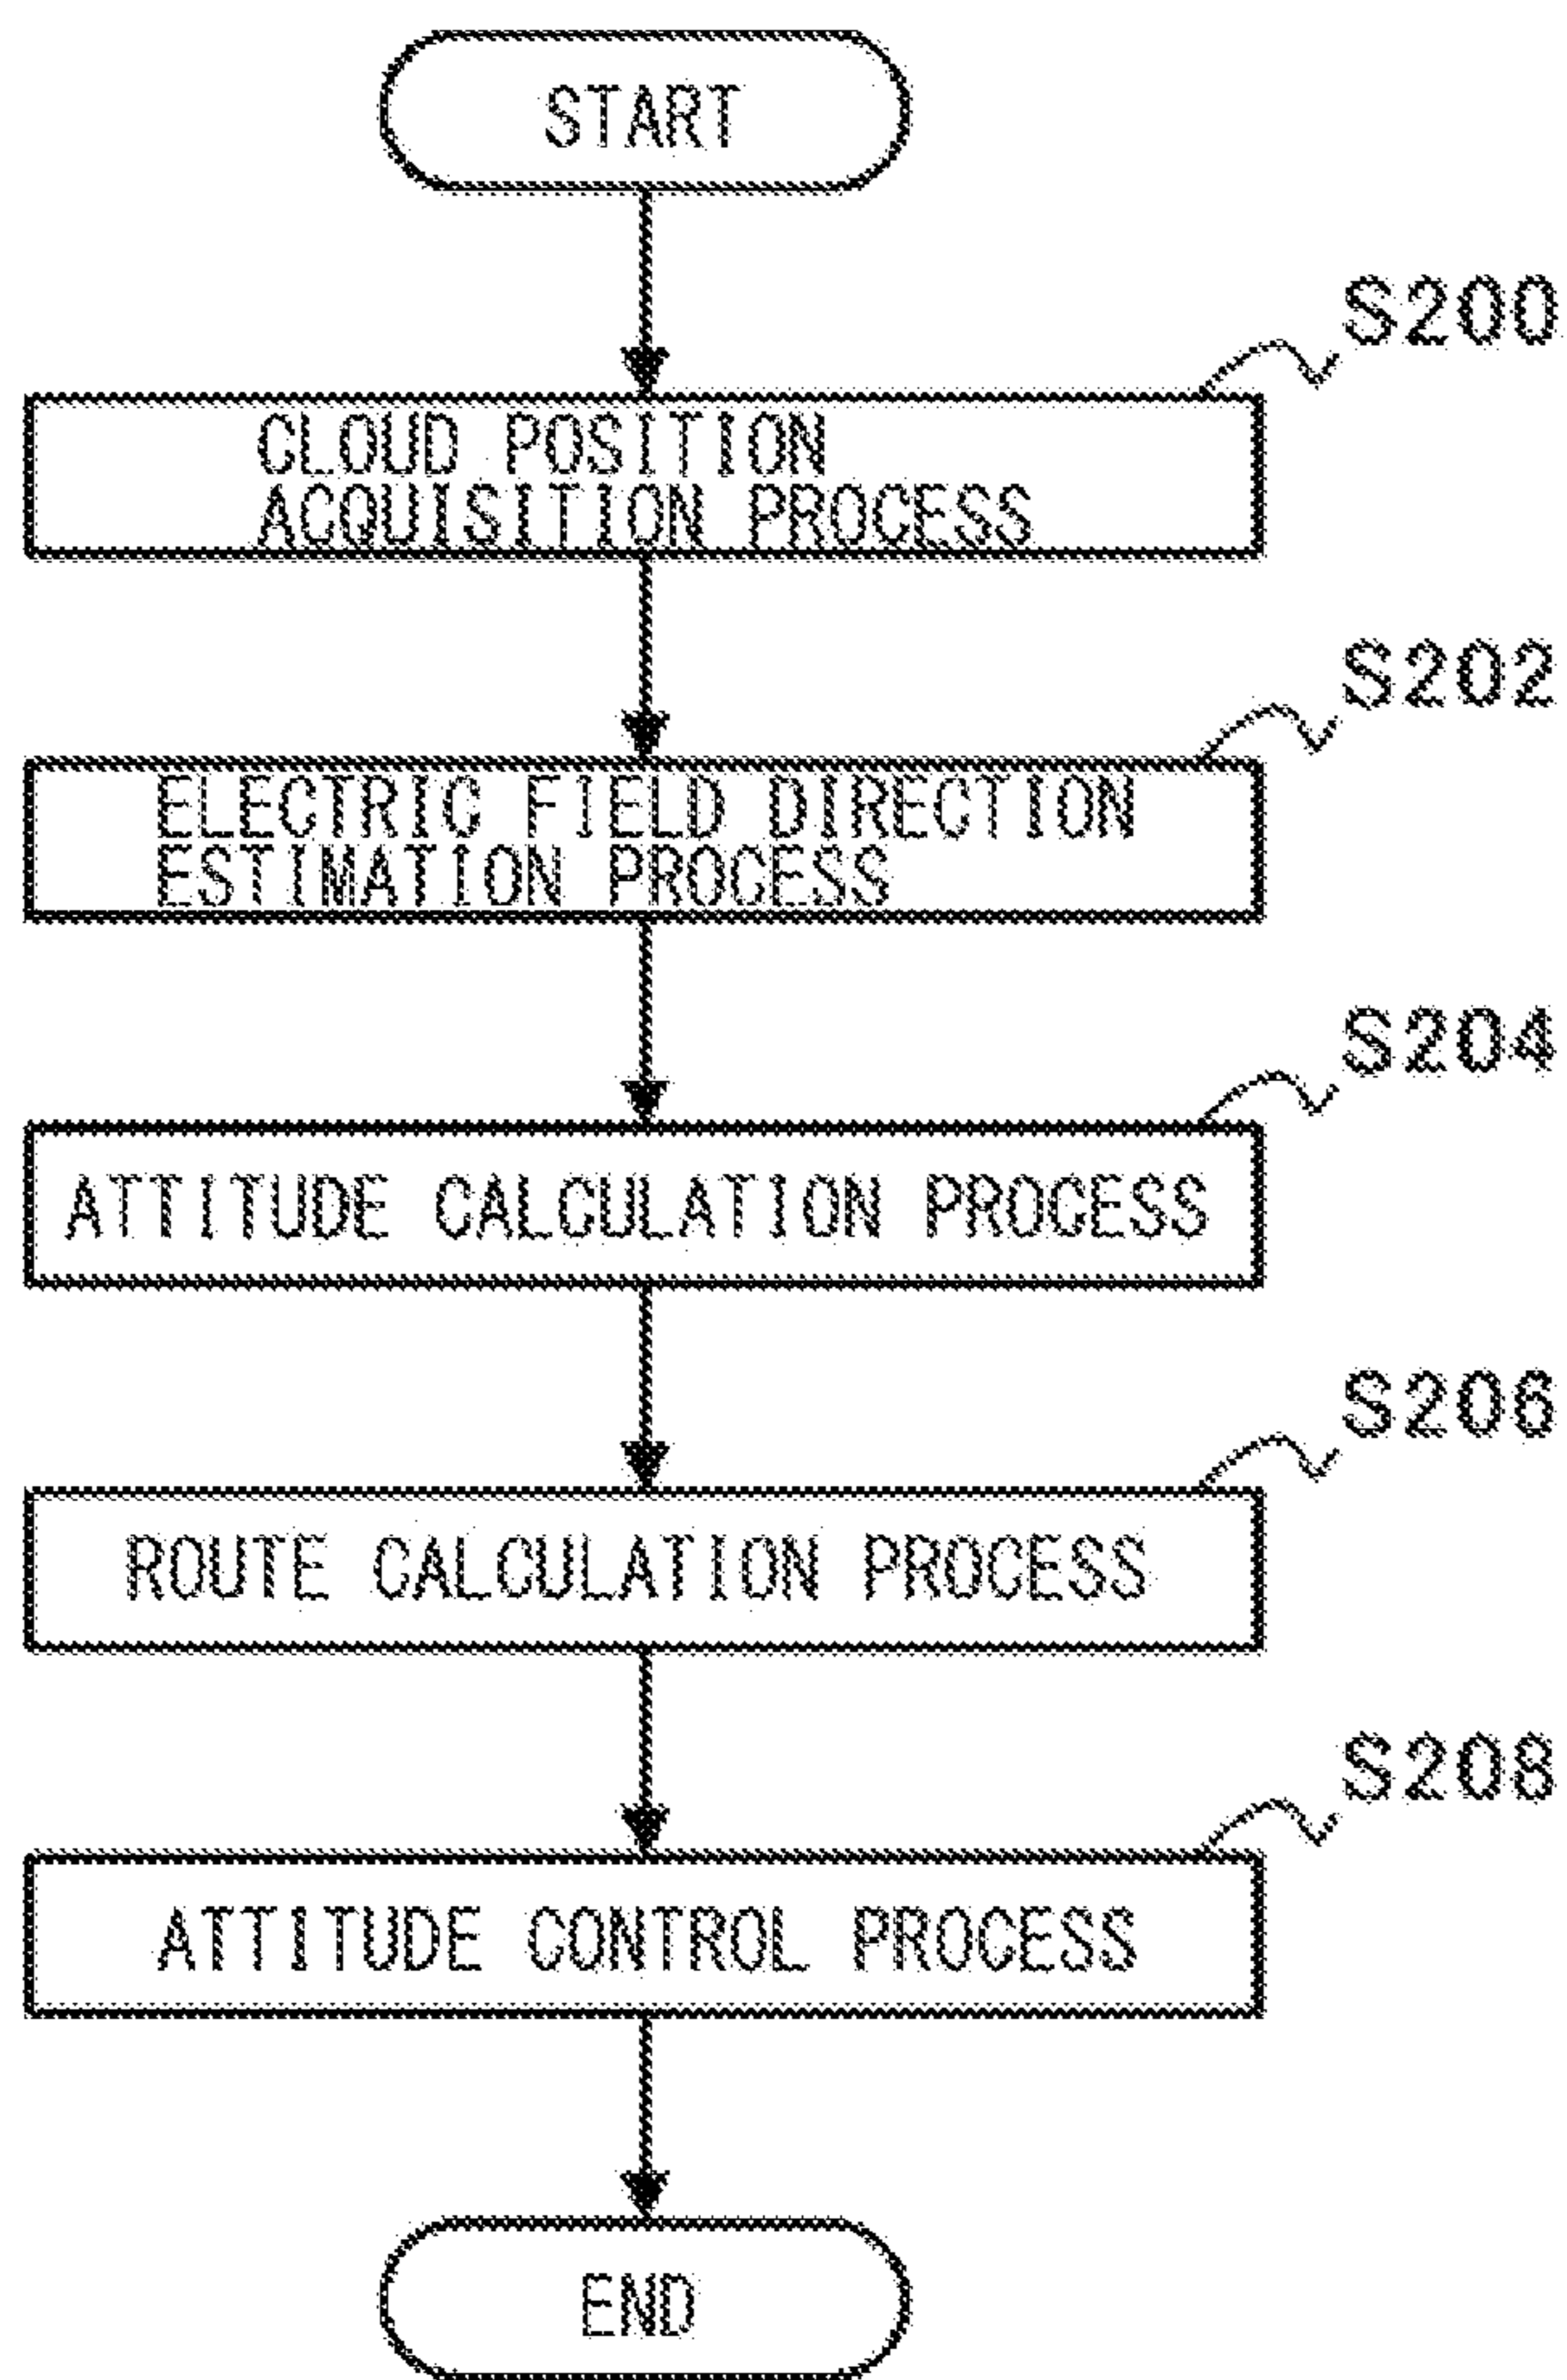 START
S200
CLOUD POSITION
ACQUISITION PROCESS
S202
ELECTRIC FIELD DIRECTION
ESTIMATION PROCESS
S204
ATTITUDE CALCULATION PROCESS
S206
ROUTE CALCULATION PROCESS
S208
ATTITUDE CONTROL PROCESS
END